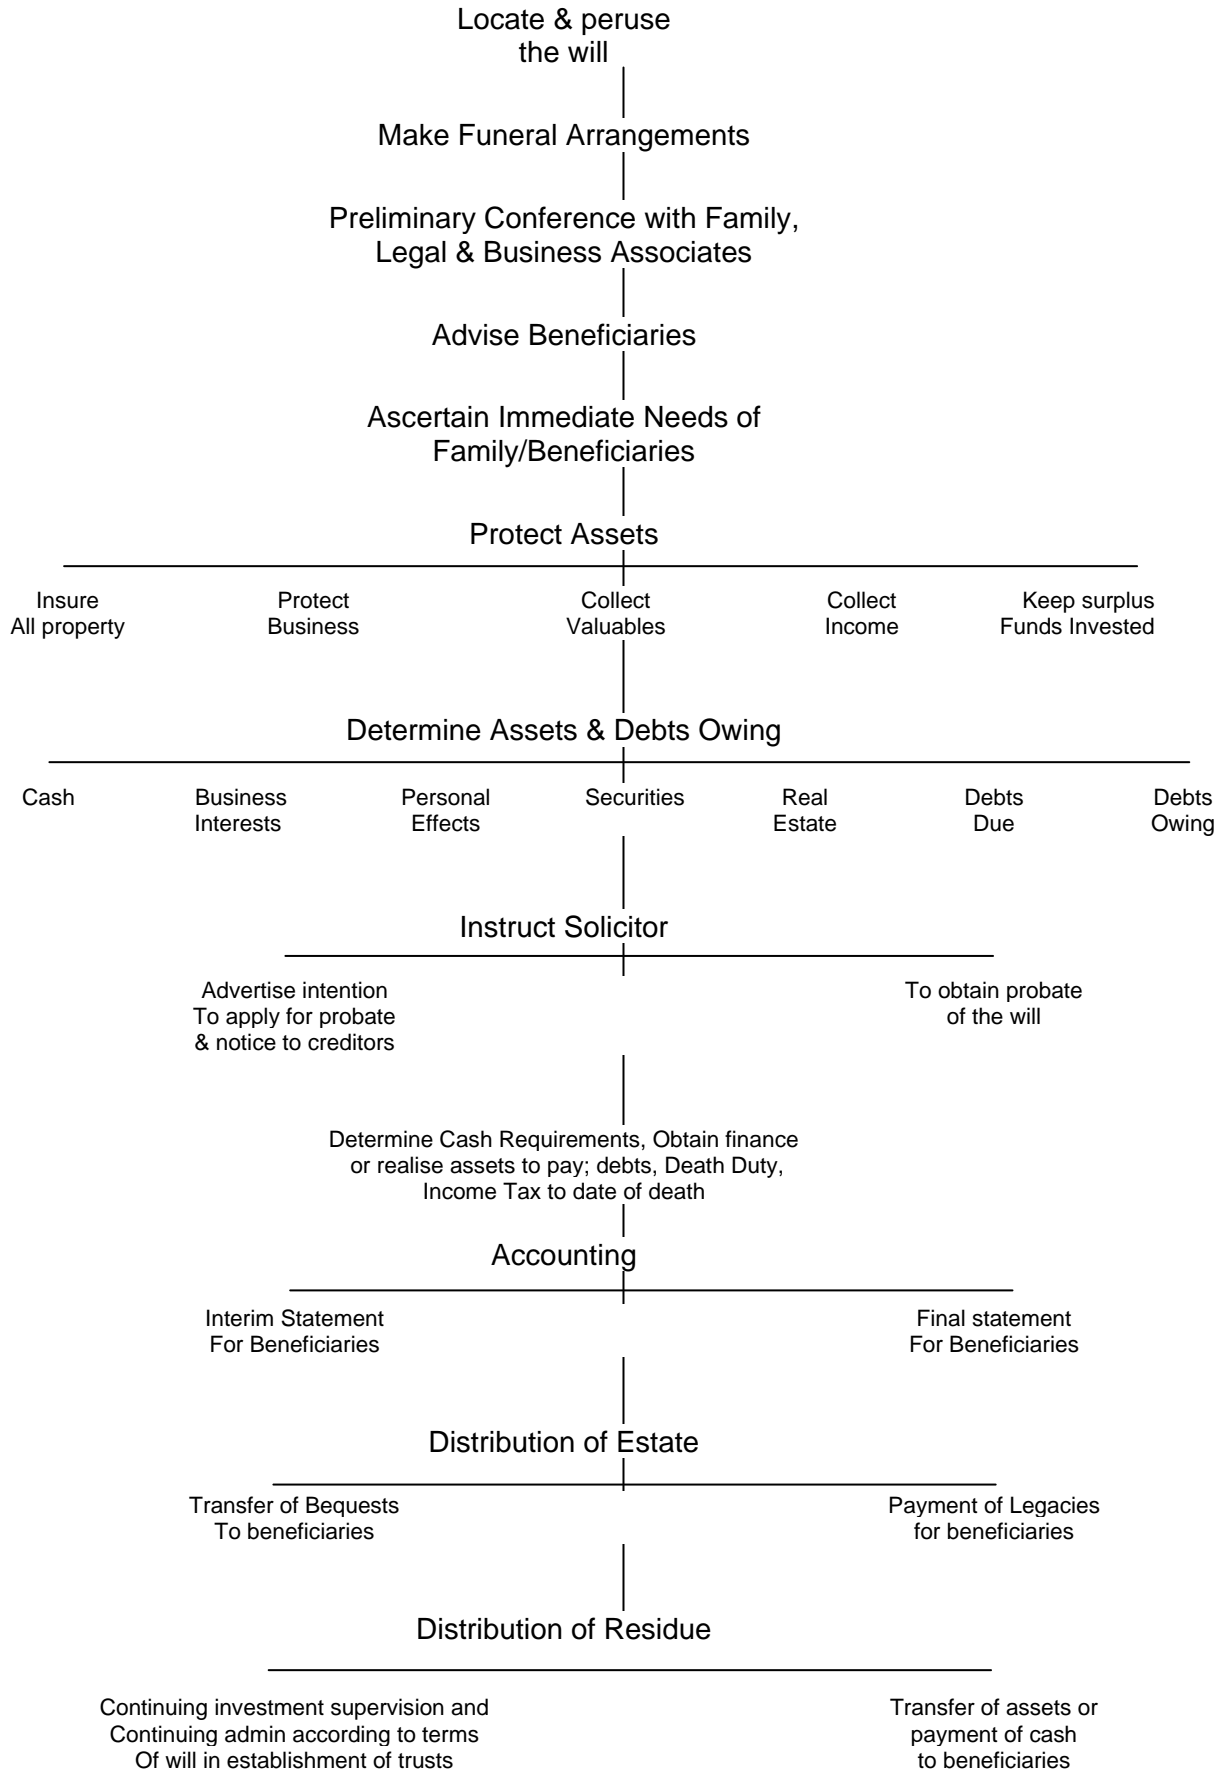 Locate & peruse
the will
Make Funeral Arrangements
Preliminary Conference with Family,
Legal & Business Associates
Advise Beneficiaries
Ascertain Immediate Needs of
Family/Beneficiaries
Protect Assets
Insure
All property
Protect
Business
Collect
Valuables
Collect
Income
Keep surplus
Funds Invested
Determine Assets & Debts Owing
Cash
Business
Interests
Personal
Effects
Securities
Real
Estate
Debts
Due
Debts
Owing
Instruct Solicitor
Advertise intention
To apply for probate
& notice to creditors
To obtain probate
of the will
Determine Cash Requirements, Obtain finance
or realise assets to pay; debts, Death Duty,
Income Tax to date of death
Accounting
Interim Statement
For Beneficiaries
Final statement
For Beneficiaries
Distribution of Estate
Transfer of Bequests
To beneficiaries
Payment of Legacies
for beneficiaries
Distribution of Residue
Continuing investment supervision and
Continuing admin according to terms
Of will in establishment of trusts
Transfer of assets or
payment of cash
to beneficiaries